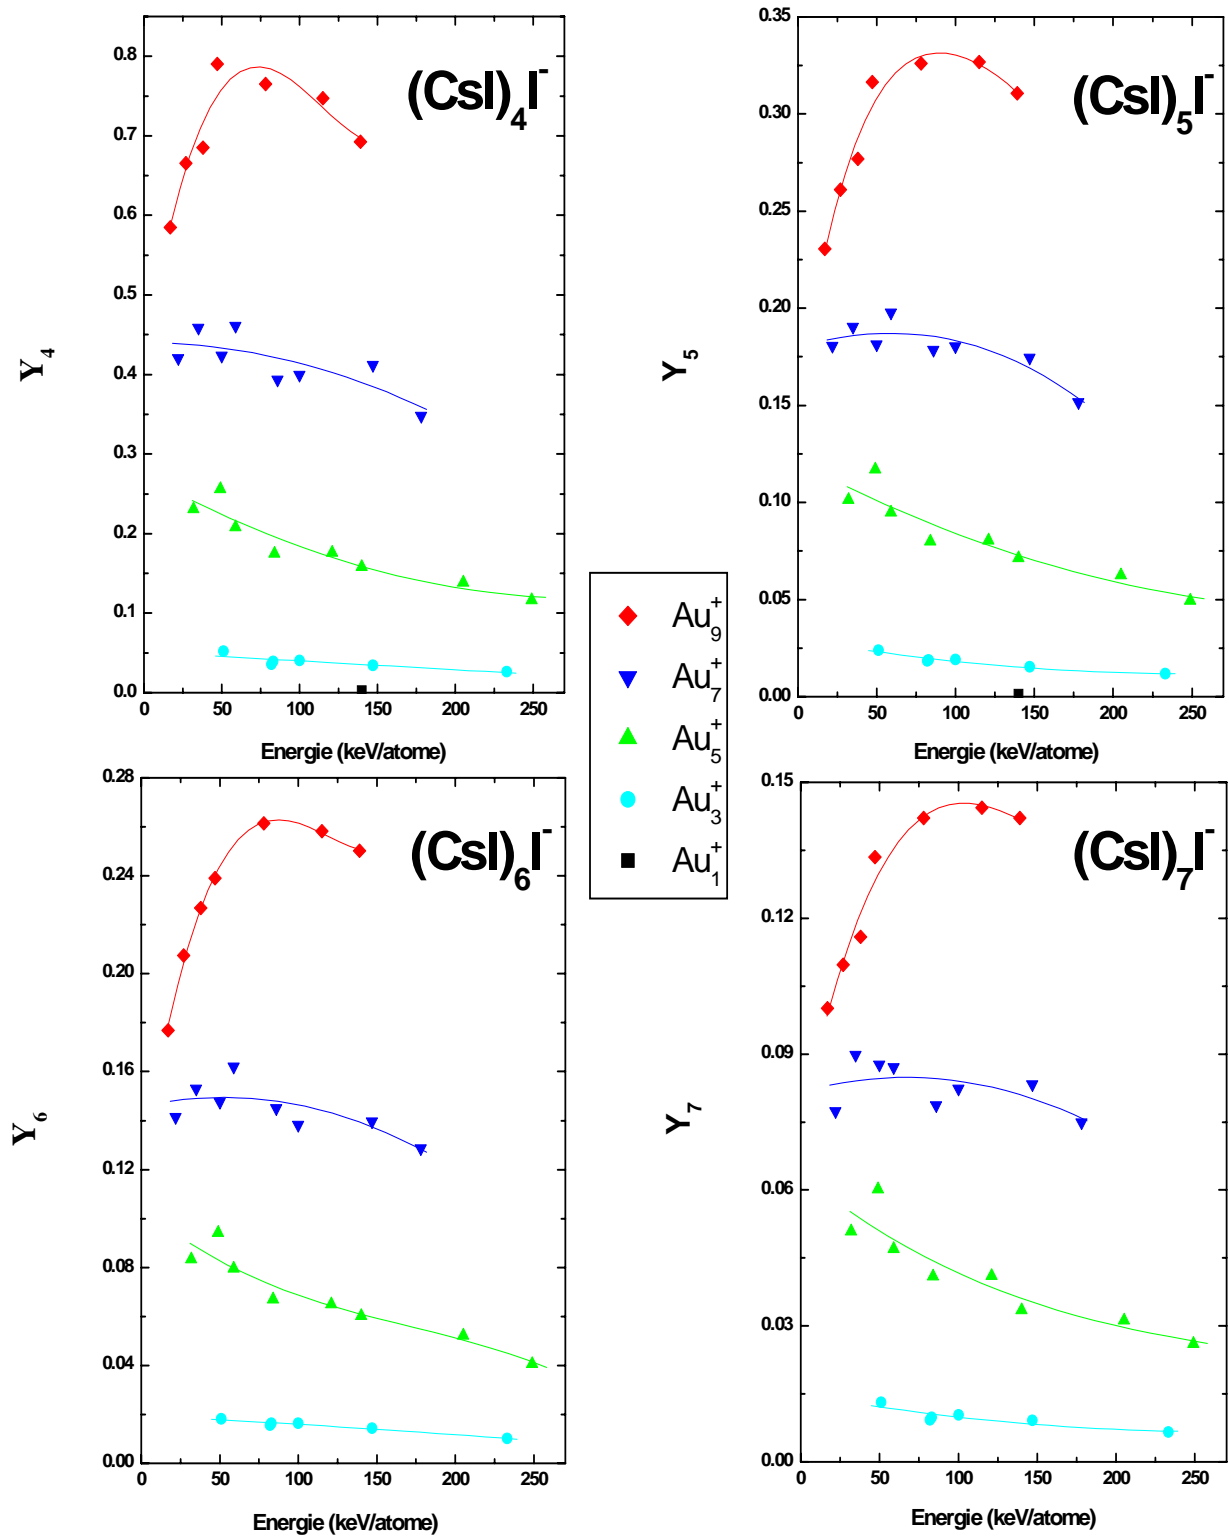 (CsI)₄I⁻
0.8
0.7
0.6
0.5
0.4
0.3
0.2
0.1
0.0
Y₄
0 50 100 150 200 250
Energie (keV/atome)
(CsI)₅I⁻
0.35
0.30
0.25
0.20
0.15
0.10
0.05
0.00
Y₅
0 50 100 150 200 250
Energie (keV/atome)
Au₉⁺
Au₇⁺
Au₅⁺
Au₃⁺
Au₁⁺
(CsI)₆I⁻
0.28
0.24
0.20
0.16
0.12
0.08
0.04
0.00
Y₆
0 50 100 150 200 250
Energie (keV/atome)
(CsI)₇I⁻
0.15
0.12
0.09
0.06
0.03
0.00
Y₇
0 50 100 150 200 250
Energie (keV/atome)